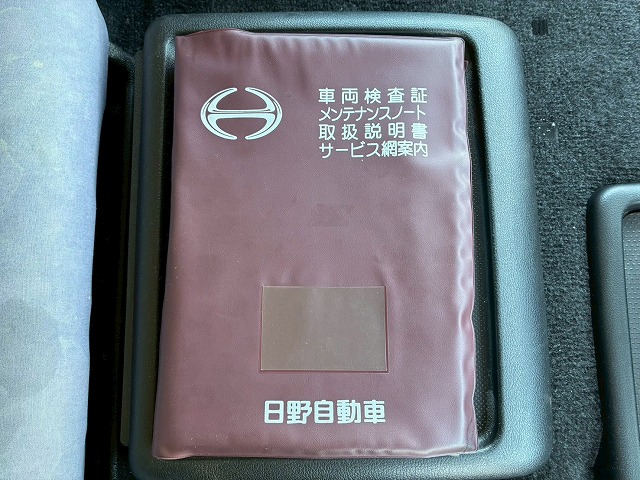 車両検査証
メンテナンスノート
取扱説明書
サービス網案内
日野自動車